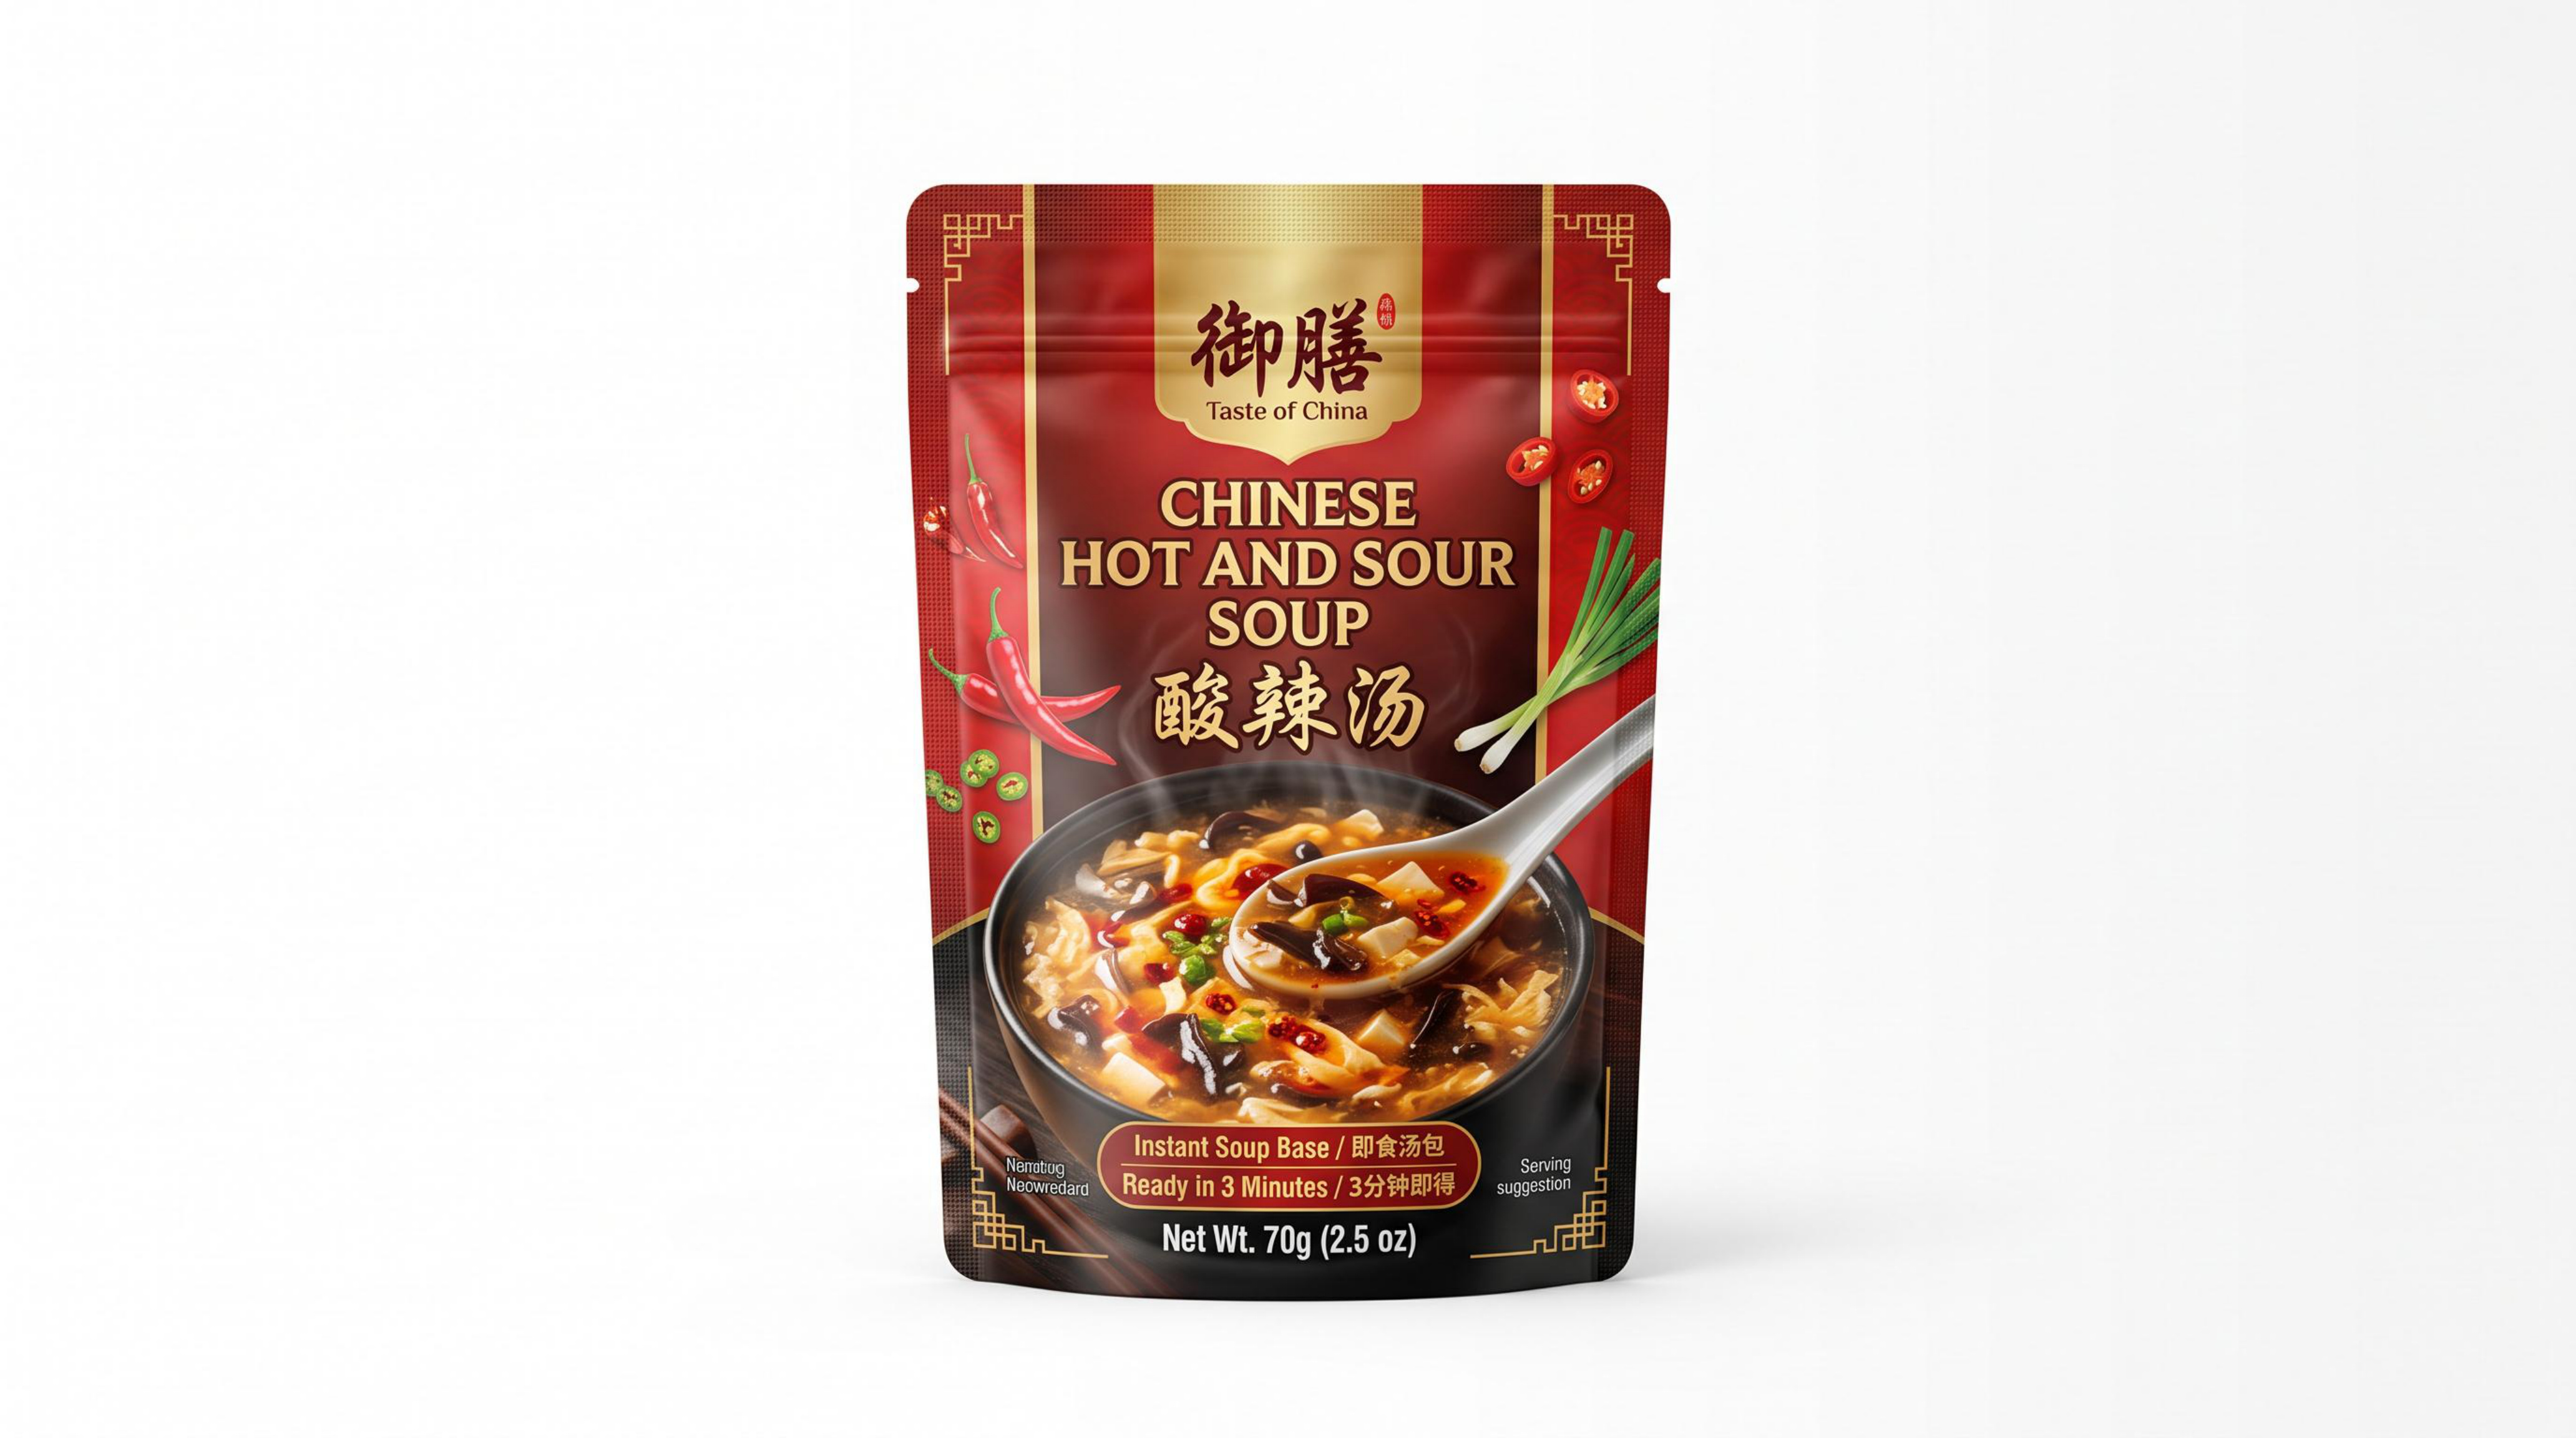 御膳
Taste of China
CHINESE
HOT AND SOUR
SOUP
酸辣汤
Instant Soup Base / 即食汤包
Ready in 3 Minutes / 3分钟即得
Nemratiug
Neowredard
Serving
suggestion
Net Wt. 70g (2.5 oz)